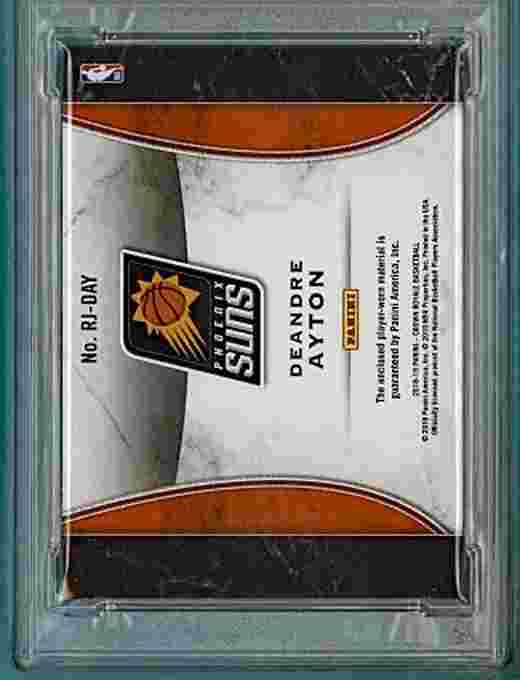 No. RJ-DAY
PHOENIX
SUNS
DEANDRE
AYTON
PANINI
The enclosed player-worn material is
guaranteed by Panini America, Inc.
2018-19 PANINI - CROWN ROYALE BASKETBALL
© 2019 Panini America, Inc. © 2019 NBA Properties, Inc. Printed in the USA.
Officially licensed product of the National Basketball Players Association.